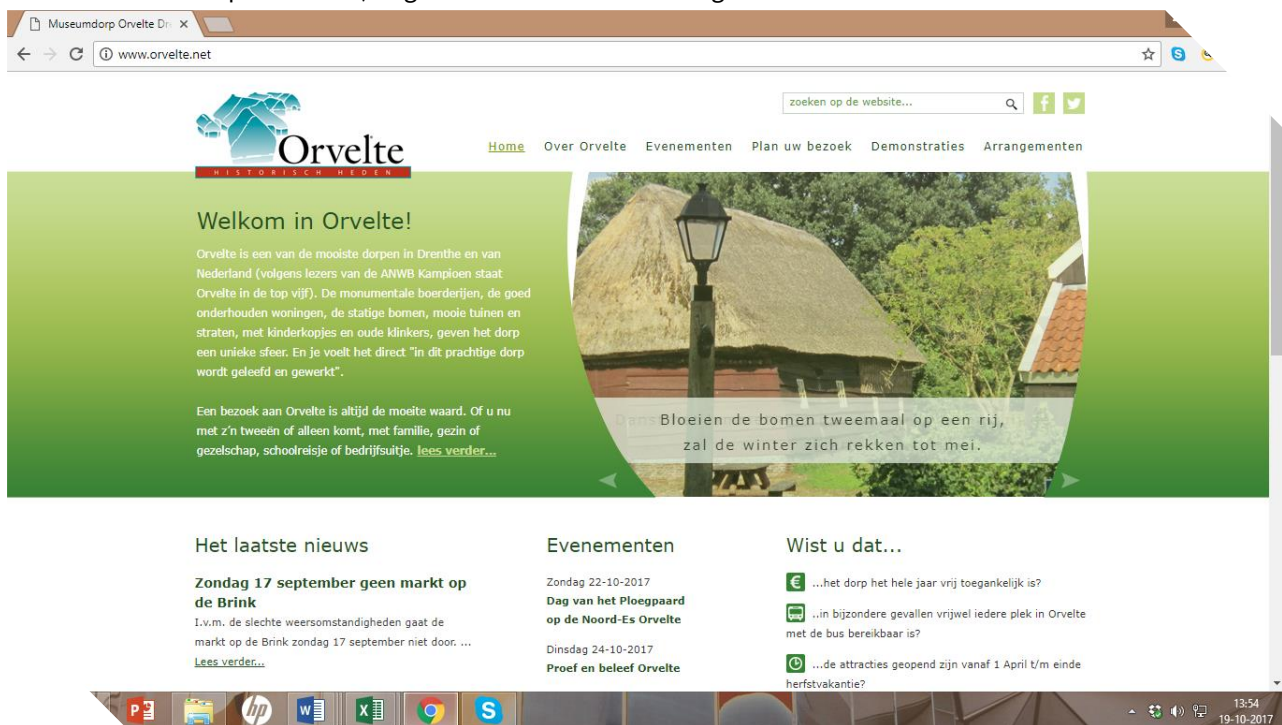 Museumdorp Orvelte Dr
www.orvelte.net
zoeken op de website...
Orvelte
HISTORISCH HEDEN
Home Over Orvelte Evenementen Plan uw bezoek Demonstraties Arrangementen
Welkom in Orvelte!
Orvelte is een van de mooiste dorpen in Drenthe en van
Nederland (volgens lezers van de ANWB Kampioen staat
Orvelte in de top vijf). De monumentale boerderijen, de goed
onderhouden woningen, de statige bomen, mooie tuinen en
straten, met kinderkopjes en oude klinkers, geven het dorp
een unieke sfeer. En je voelt het direct "in dit prachtige dorp
wordt geleefd en gewerkt".
Een bezoek aan Orvelte is altijd de moeite waard. Of u nu
met z'n tweeën of alleen komt, met familie, gezin of
gezelschap, schoolreisje of bedrijfsuitje. lees verder...
Bloeien de bomen tweemaal op een rij,
zal de winter zich rekken tot mei.
Het laatste nieuws
Zondag 17 september geen markt op
de Brink
I.v.m. de slechte weersomstandigheden gaat de
markt op de Brink zondag 17 september niet door. ...
Lees verder...
Evenementen
Zondag 22-10-2017
Dag van het Ploegpaard
op de Noord-Es Orvelte
Dinsdag 24-10-2017
Proef en beleef Orvelte
Wist u dat...
...het dorp het hele jaar vrij toegankelijk is?
..in bijzondere gevallen vrijwel iedere plek in Orvelte
met de bus bereikbaar is?
...de attracties geopend zijn vanaf 1 April t/m einde
herfstvakantie?
13:54
19-10-2017